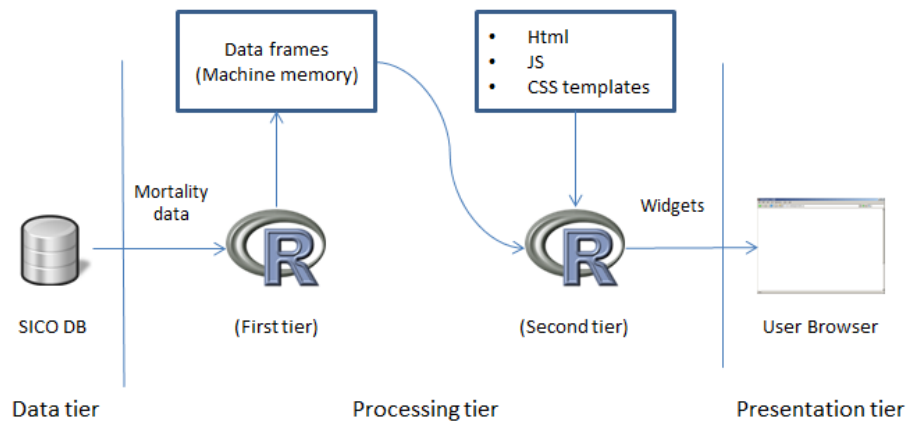 Data frames
(Machine memory)
• Html
• JS
• CSS templates
Mortality
data
Widgets
R
R
SICO DB
(First tier)
(Second tier)
User Browser
Data tier
Processing tier
Presentation tier